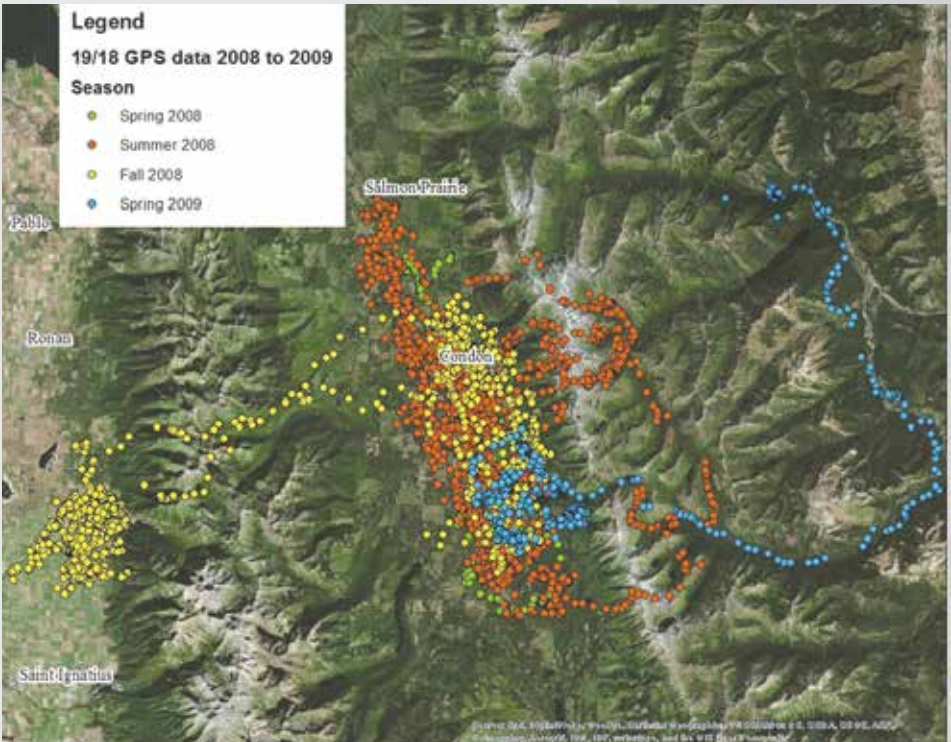 Legend
19/18 GPS data 2008 to 2009
Season
Spring 2008
Summer 2008
Fall 2008
Spring 2009
Salmon Prairie
Pablo
Ronan
Condon
Saint Ignatius